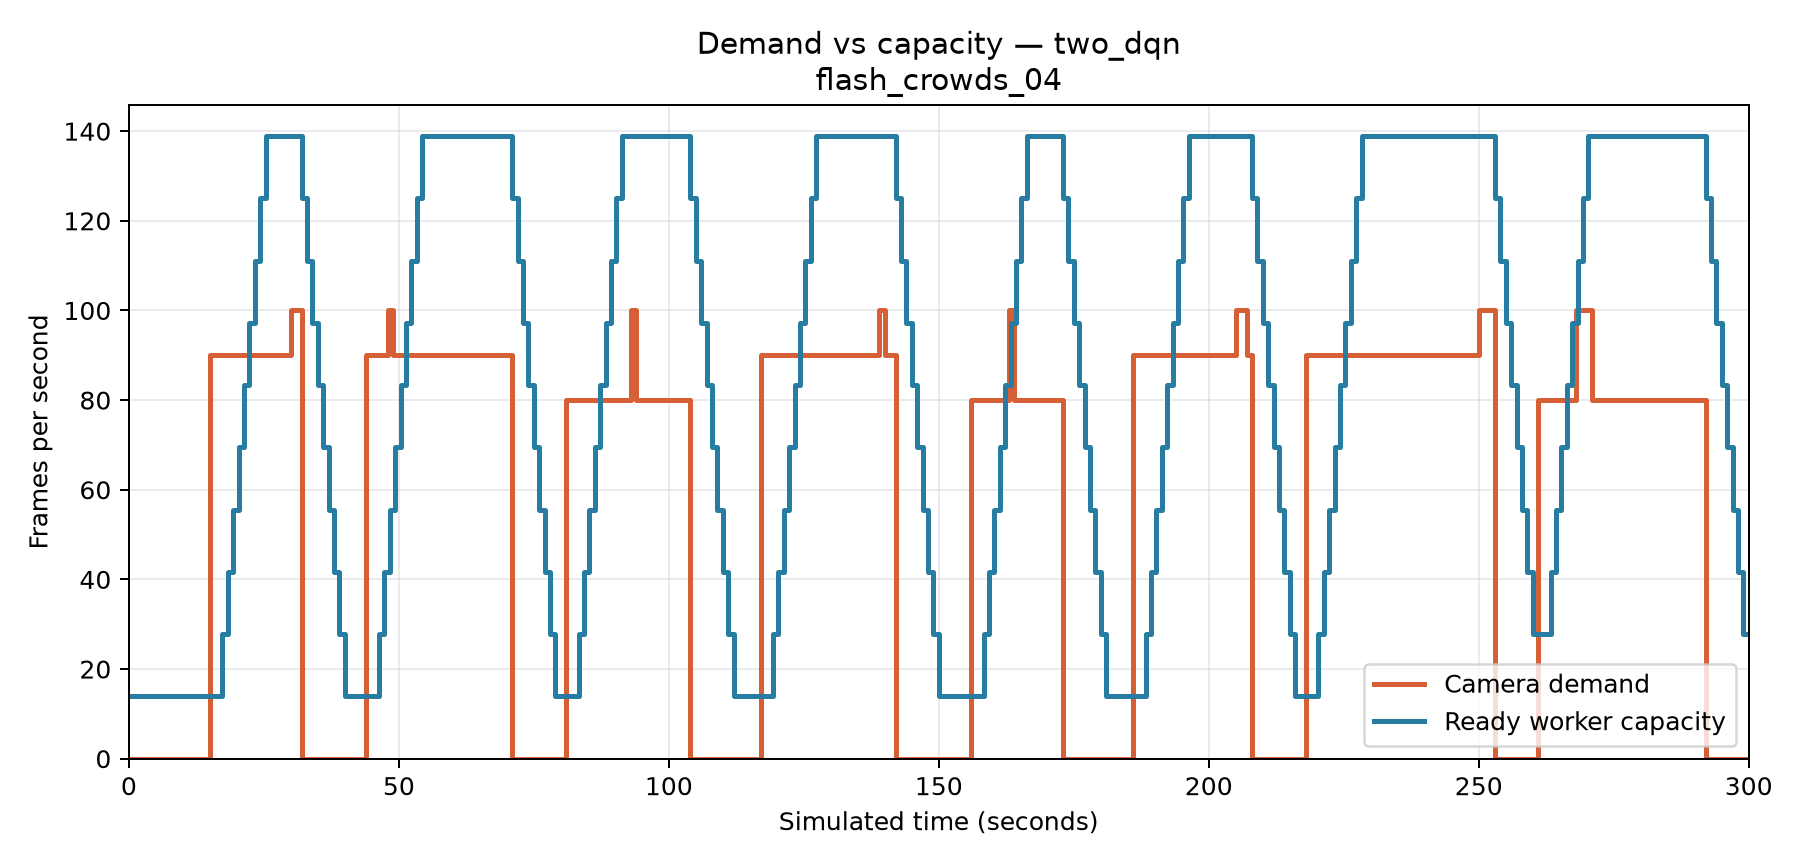 Demand vs capacity — two_dqn
flash_crowds_04
Frames per second
140
120
100
80
60
40
20
0
0 50 100 150 200 250 300
Simulated time (seconds)
Camera demand
Ready worker capacity